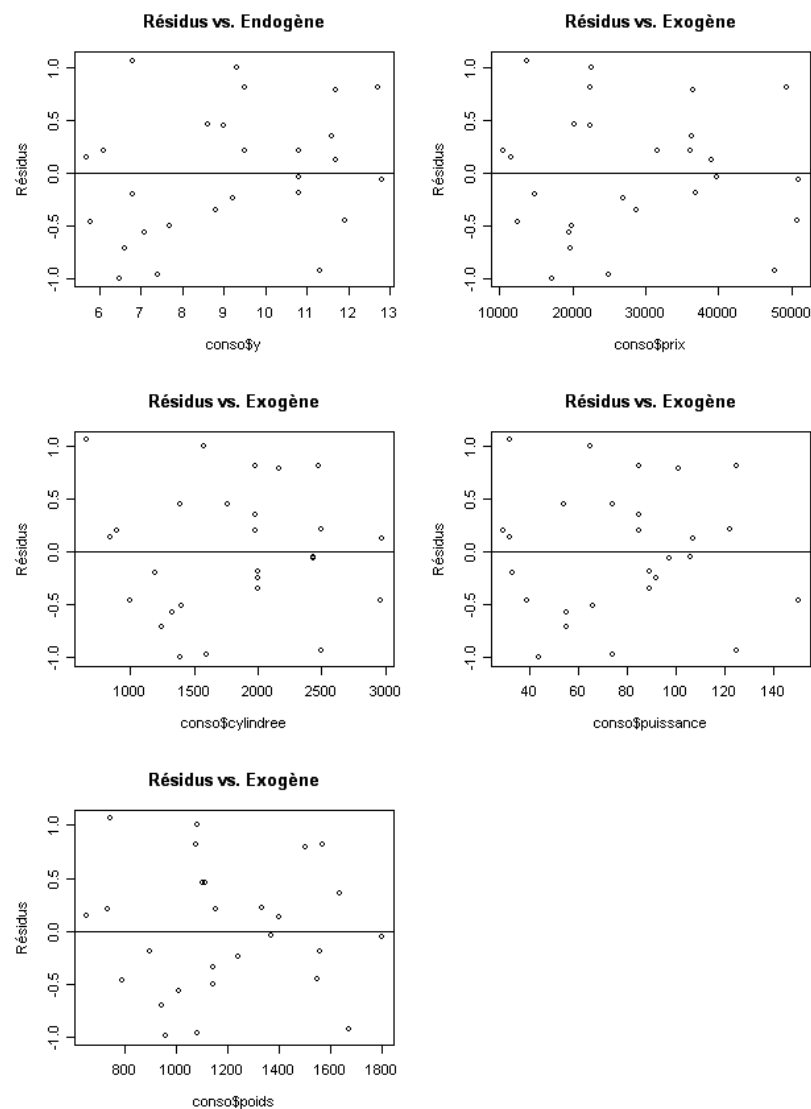 Résidus vs. Endogène
Résidus
-1.0 -0.5 0.0 0.5 1.0
6 7 8 9 10 11 12 13
conso$y
Résidus vs. Exogène
Résidus
-1.0 -0.5 0.0 0.5 1.0
10000 20000 30000 40000 50000
conso$prix
Résidus vs. Exogène
Résidus
-1.0 -0.5 0.0 0.5 1.0
1000 1500 2000 2500 3000
conso$cylindree
Résidus vs. Exogène
Résidus
-1.0 -0.5 0.0 0.5 1.0
40 60 80 100 120 140
conso$puissance
Résidus vs. Exogène
Résidus
-1.0 -0.5 0.0 0.5 1.0
800 1000 1200 1400 1600 1800
conso$poids